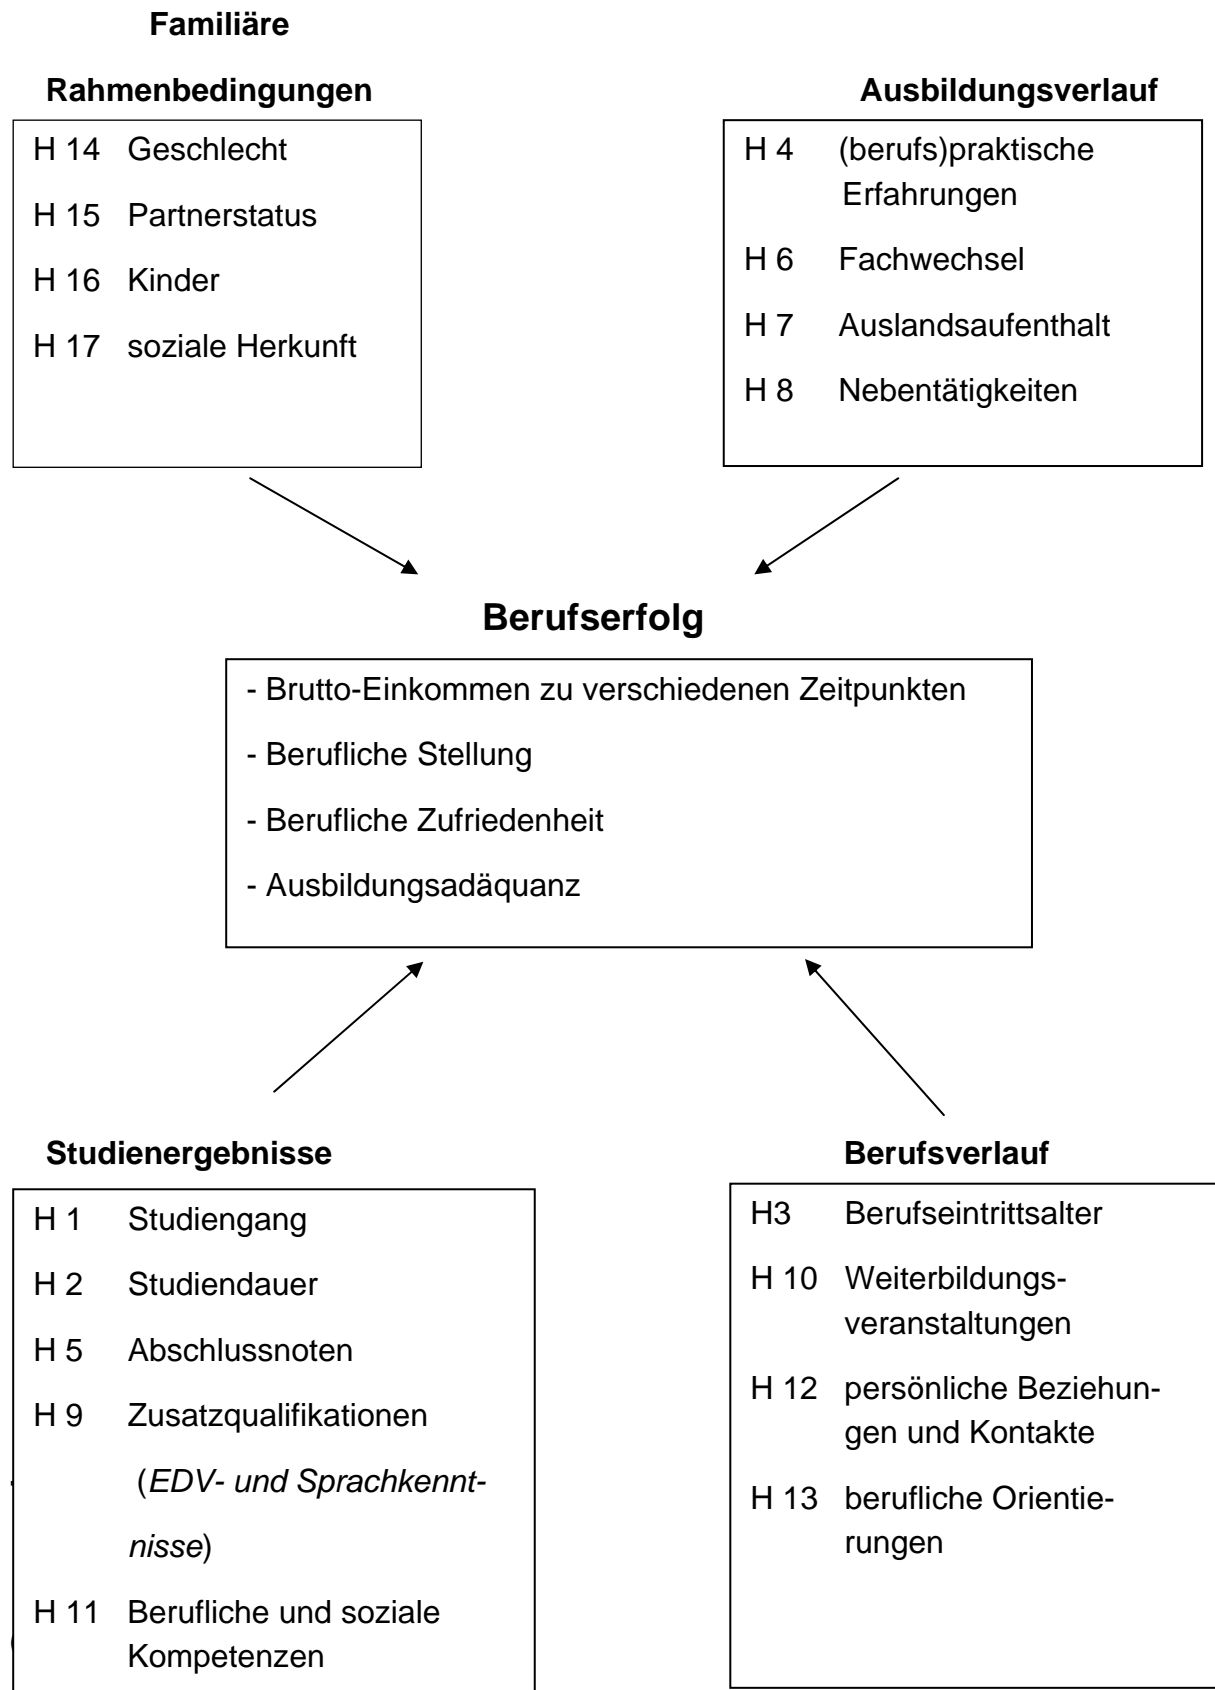 Familiäre
Rahmenbedingungen
H 14 Geschlecht
H 15 Partnerstatus
H 16 Kinder
H 17 soziale Herkunft
Ausbildungsverlauf
H 4 (berufs)praktische
Erfahrungen
H 6 Fachwechsel
H 7 Auslandsaufenthalt
H 8 Nebentätigkeiten
Berufserfolg
- Brutto-Einkommen zu verschiedenen Zeitpunkten
- Berufliche Stellung
- Berufliche Zufriedenheit
- Ausbildungsadäquanz
Studienergebnisse
H 1 Studiengang
H 2 Studiendauer
H 5 Abschlussnoten
H 9 Zusatzqualifikationen
(EDV- und Sprachkennt-
nisse)
H 11 Berufliche und soziale
Kompetenzen
Berufsverlauf
H3 Berufseintrittsalter
H 10 Weiterbildungs-
veranstaltungen
H 12 persönliche Beziehun-
gen und Kontakte
H 13 berufliche Orientie-
rungen